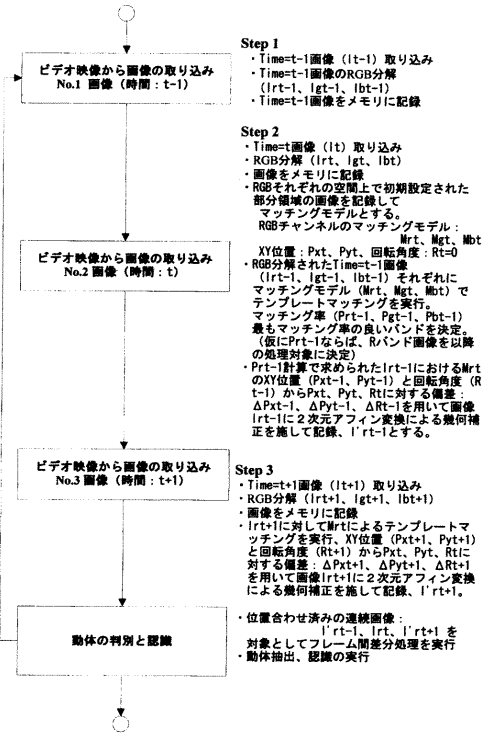 ビデオ映像から画像の取り込み
No.1 画像（時間：t-1）
Step 1
・Time=t-1画像（It-1）取り込み
・Time=t-1画像のRGB分解
（Irt-1、Igt-1、Ibt-1）
・Time=t-1画像をメモリに記録
ビデオ映像から画像の取り込み
No.2 画像（時間：t）
Step 2
・Time=t画像（It）取り込み
・RGB分解（Irt、Igt、Ibt）
・画像をメモリに記録
・RGBそれぞれの空間上で初期設定された
部分領域の画像を記録して
マッチングモデルとする。
RGBチャンネルのマッチングモデル：
Mrt、Mgt、Mbt
XY位置：Pxt、Pyt、回転角度：Rt=0
・RGB分解されたTime=t-1画像
（Irt-1、Igt-1、Ibt-1）それぞれに
マッチングモデル（Mrt、Mgt、Mbt）で
テンプレートマッチングを実行。
マッチング率（Prt-1、Pgt-1、Pbt-1）
最もマッチング率の良いバンドを決定。
（仮にPrt-1ならば、Rバンド画像を以降
の処理対象に決定）
・Prt-1計算で求められたIrt-1におけるMrt
のXY位置（Pxt-1、Pyt-1）と回転角度（R
t-1）からPxt、Pyt、Rtに対する偏差：
ΔPxt-1、ΔPyt-1、ΔRt-1を用いて画像
Irt-1に２次元アフィン変換による幾何補
正を施して記録、I'rt-1とする。
ビデオ映像から画像の取り込み
No.3 画像（時間：t+1）
Step 3
・Time=t+1画像（It+1）取り込み
・RGB分解（Irt+1、Igt+1、Ibt+1）
・画像をメモリに記録
・Irt+1に対してMrtによるテンプレートマ
ッチングを実行、XY位置（Pxt+1、Pyt+1）
と回転角度（Rt+1）からPxt、Pyt、Rtに
対する偏差：ΔPxt+1、ΔPyt+1、ΔRt+1
を用いて画像Irt+1に２次元アフィン変換
による幾何補正を施して記録、I'rt+1。
動体の判別と認識
・位置合わせ済みの連続画像：
I'rt-1、Irt、I'rt+1 を
対象としてフレーム間差分処理を実行
・動体抽出、認識の実行